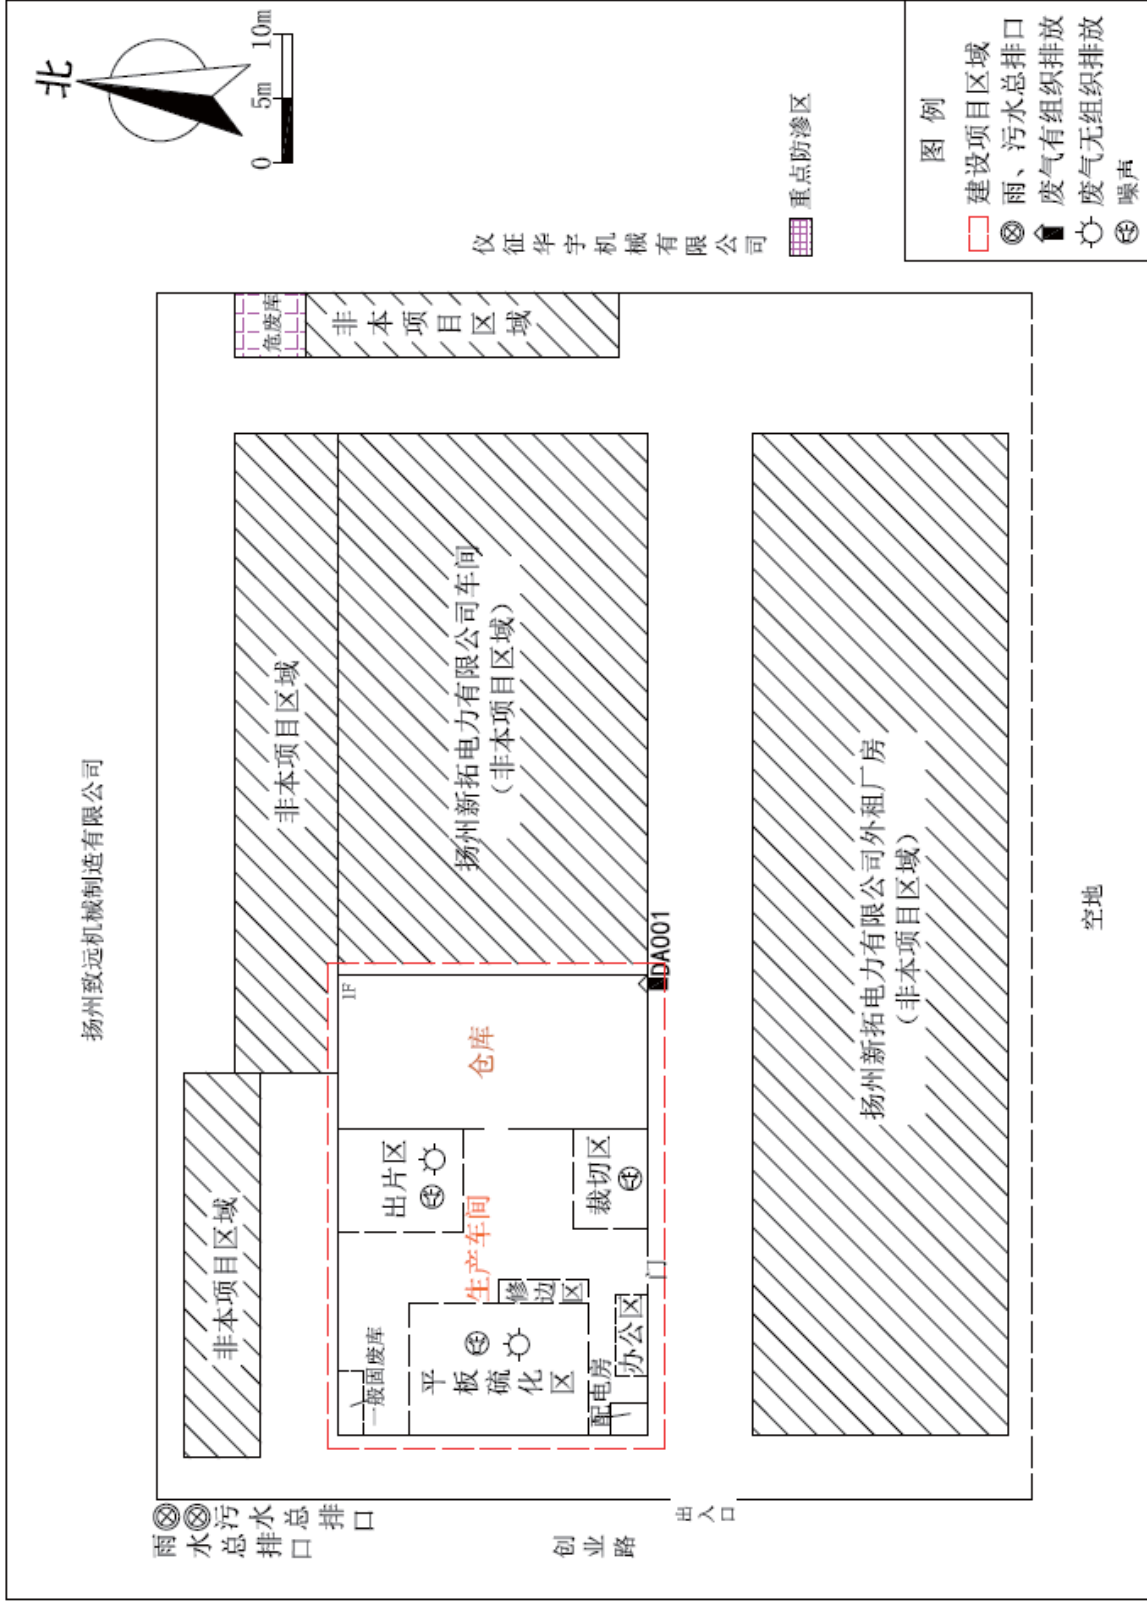 北
0 5m 10m
扬州致远机械制造有限公司
仪征华宇机械有限公司
重点防渗区
图 例
建设项目区域
雨、污水总排口
废气有组织排放
废气无组织排放
噪声
危废库
非本项目区域
非本项目区域
非本项目区域
扬州新拓电力有限公司车间
（非本项目区域）
1F
仓库
出片区
裁切区
生产车间
修边区
平板硫化区
一般固废库
配电房
办公区
门
DA001
扬州新拓电力有限公司外租厂房
（非本项目区域）
空地
雨水总排口
污水总排口
创业路
出入口